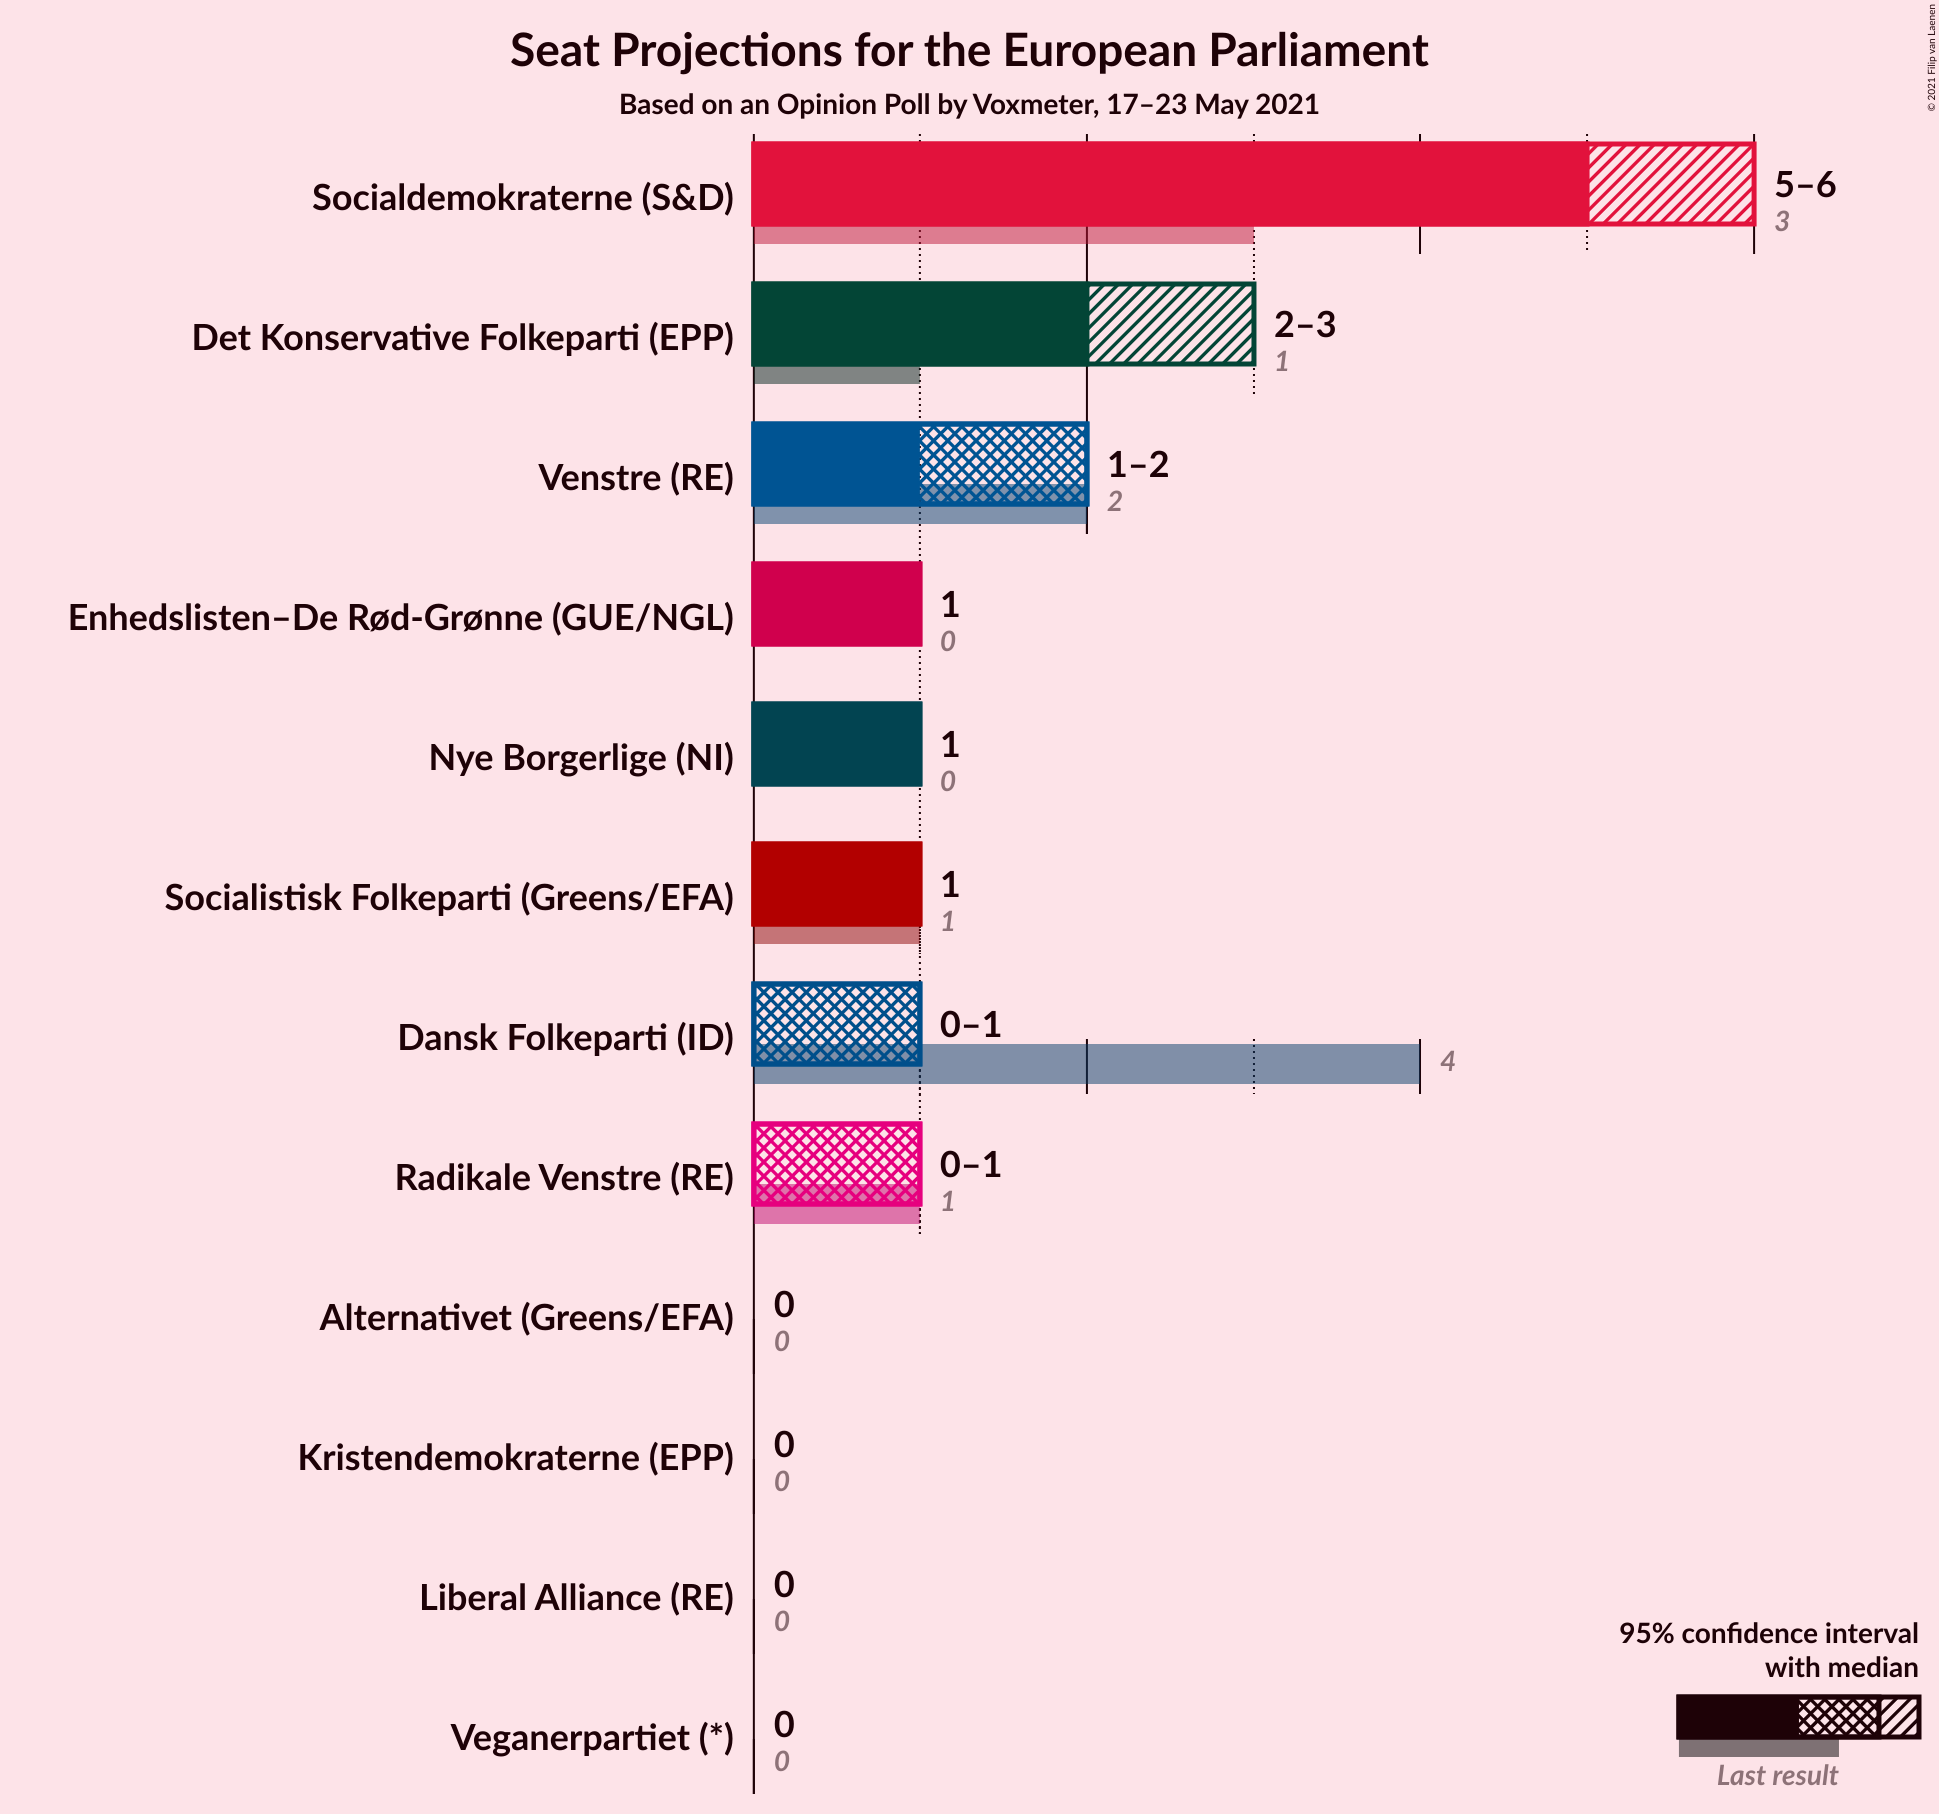 Seat Projections for the European Parliament
Based on an Opinion Poll by Voxmeter, 17–23 May 2021
© 2021 Filip van Laenen
Socialdemokraterne (S&D)
5–6
3
Det Konservative Folkeparti (EPP)
2–3
1
Venstre (RE)
1–2
2
Enhedslisten–De Rød-Grønne (GUE/NGL)
1
0
Nye Borgerlige (NI)
1
0
Socialistisk Folkeparti (Greens/EFA)
1
1
Dansk Folkeparti (ID)
0–1
4
Radikale Venstre (RE)
0–1
1
Alternativet (Greens/EFA)
0
0
Kristendemokraterne (EPP)
0
0
Liberal Alliance (RE)
0
0
Veganerpartiet (*)
0
0
95% confidence interval
with median
Last result